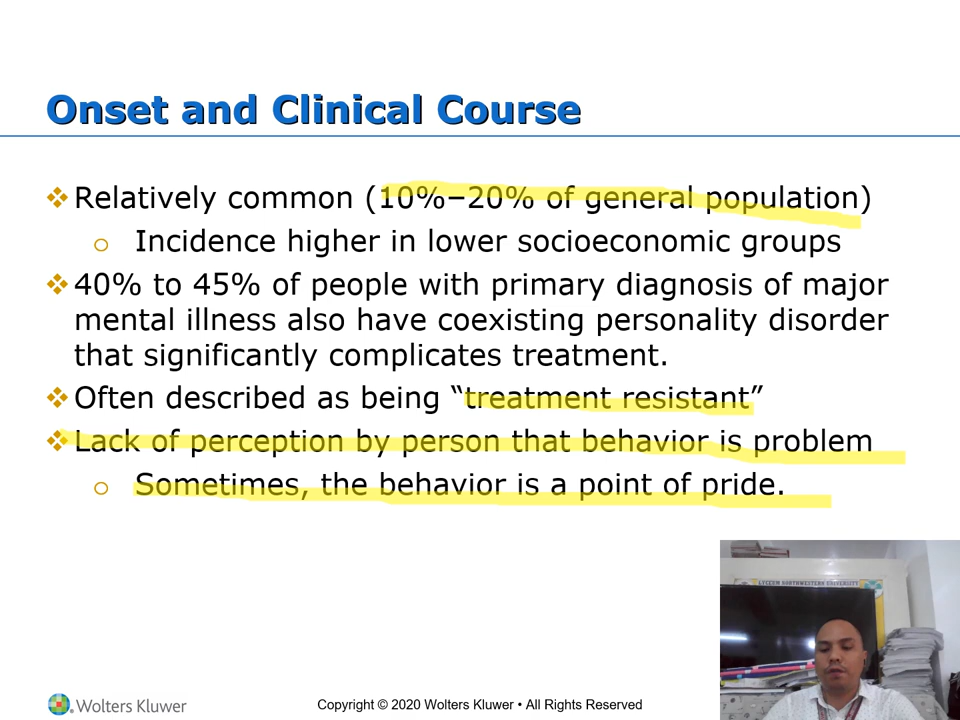 Onset and Clinical Course
Relatively common (10%–20% of general population)
Incidence higher in lower socioeconomic groups
40% to 45% of people with primary diagnosis of major
mental illness also have coexisting personality disorder
that significantly complicates treatment.
Often described as being “treatment resistant”
Lack of perception by person that behavior is problem
Sometimes, the behavior is a point of pride.
LYCEUM NORTHWESTERN UNIVERSITY
Wolters Kluwer
Copyright © 2020 Wolters Kluwer • All Rights Reserved